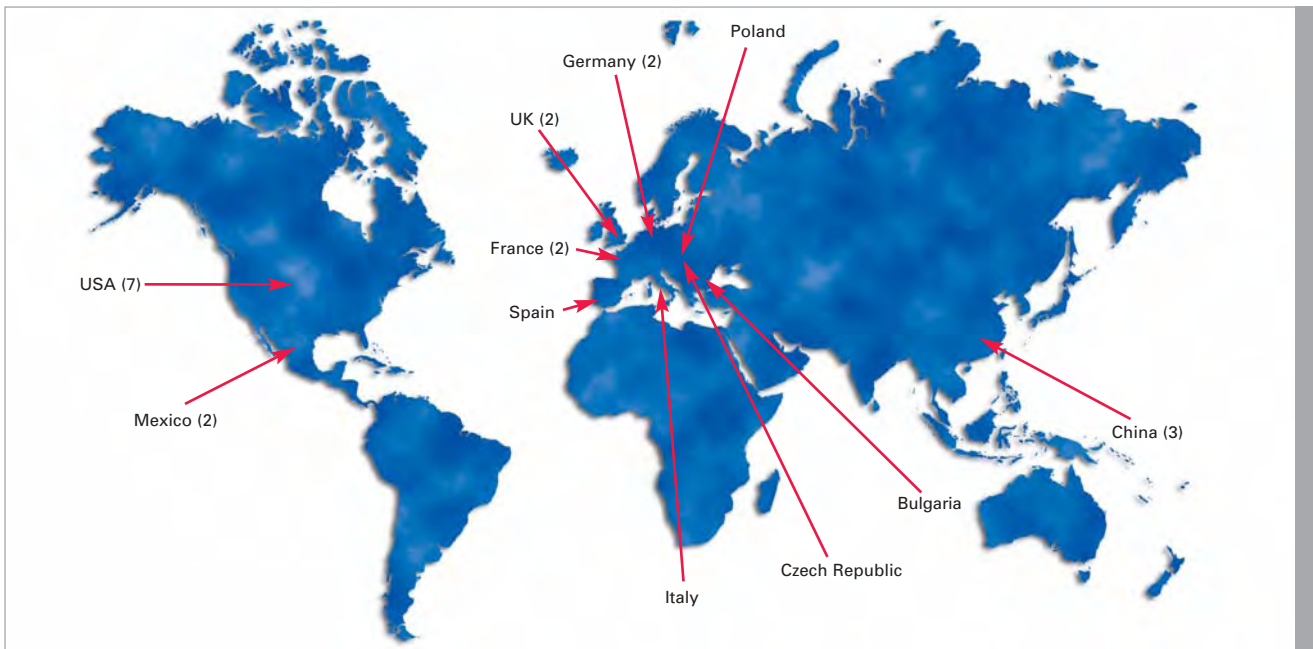 Poland
Germany (2)
UK (2)
France (2)
USA (7)
Spain
Mexico (2)
China (3)
Bulgaria
Czech Republic
Italy